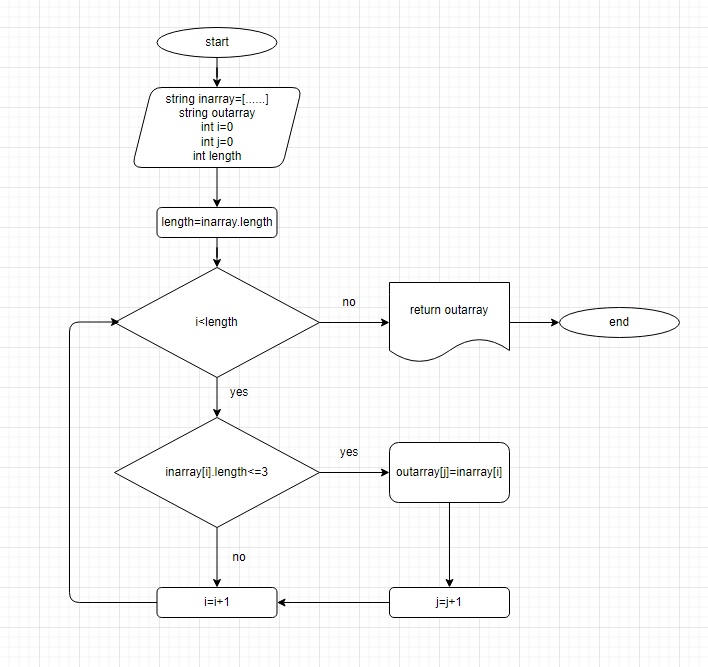 start
string inarray=[......]
string outarray
int i=0
int j=0
int length
length=inarray.length
i<length
no
return outarray
end
yes
inarray[i].length<=3
yes
outarray[j]=inarray[i]
no
i=i+1
j=j+1